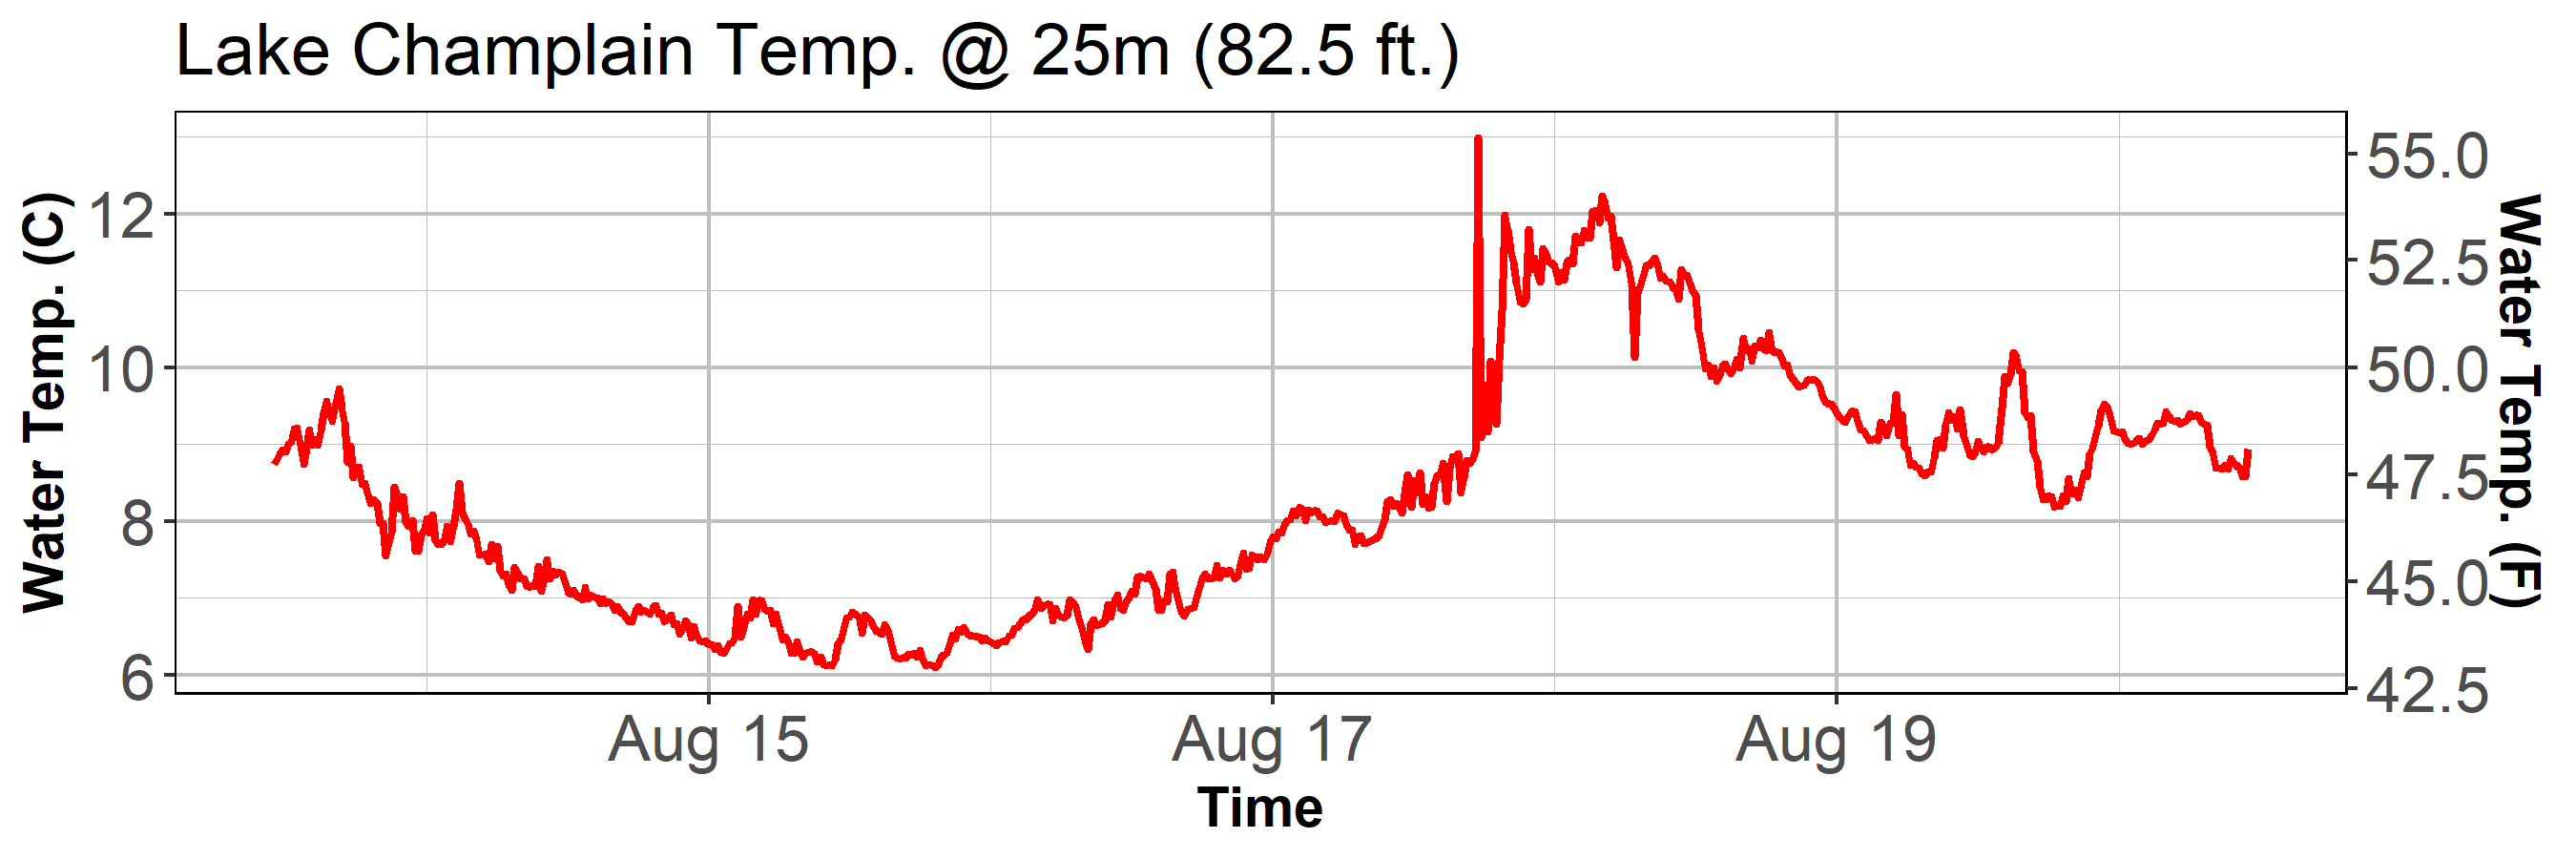 Lake Champlain Temp. @ 25m (82.5 ft.)
Water Temp. (C)
12
10
8
6
55.0
52.5
50.0
47.5
45.0
42.5
Water Temp. (F)
Aug 15
Aug 17
Aug 19
Time